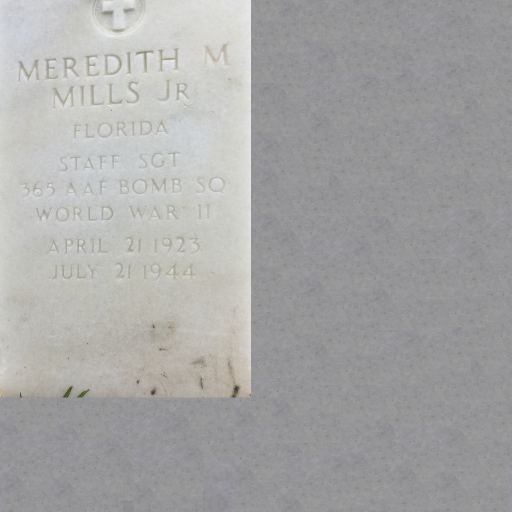 MEREDITH M
MILLS JR
FLORIDA
STAFF SGT
365 AAF BOMB SQ
WORLD WAR II
APRIL 21 1923
JULY 21 1944